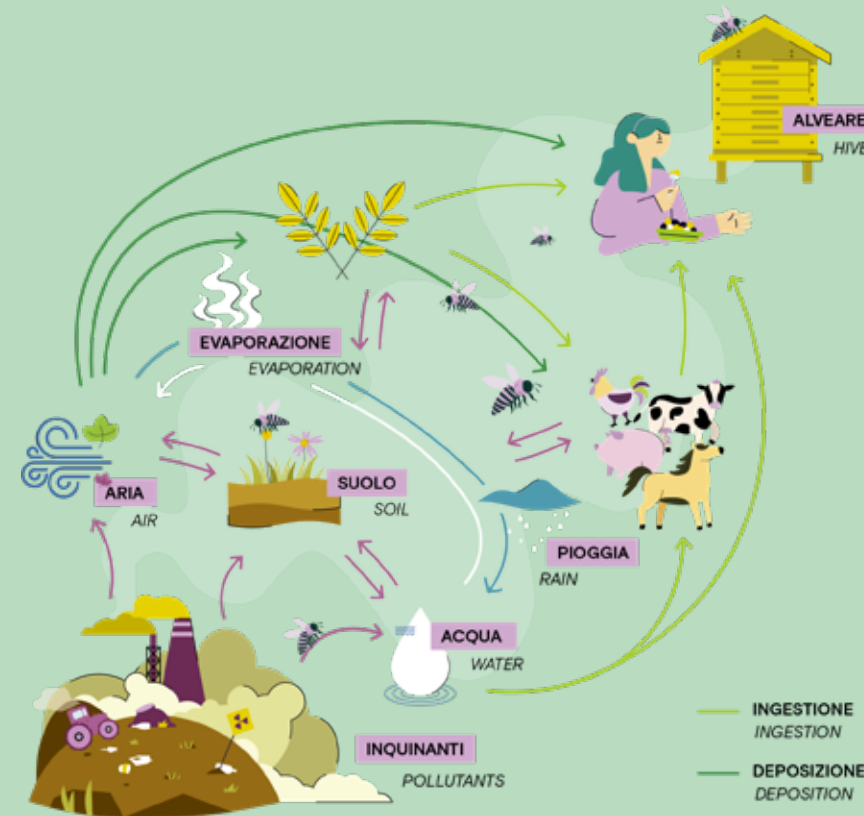 ALVEARE
HIVE
EVAPORAZIONE
EVAPORATION
ARIA
AIR
SUOLO
SOIL
PIOGGIA
RAIN
ACQUA
WATER
INQUINANTI
POLLUTANTS
INGESTIONE
INGESTION
DEPOSIZIONE
DEPOSITION